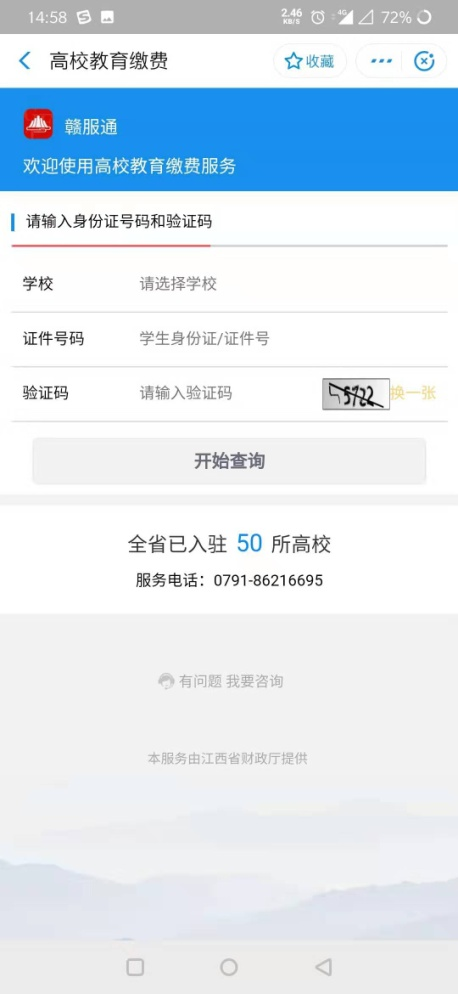 14:58 2.46 KB/S 4G 72%
高校教育缴费 收藏
赣服通
欢迎使用高校教育缴费服务
请输入身份证号码和验证码
学校 请选择学校
证件号码 学生身份证/证件号
验证码 请输入验证码 换一张
开始查询
全省已入驻 50 所高校
服务电话：0791-86216695
有问题 我要咨询
本服务由江西省财政厅提供